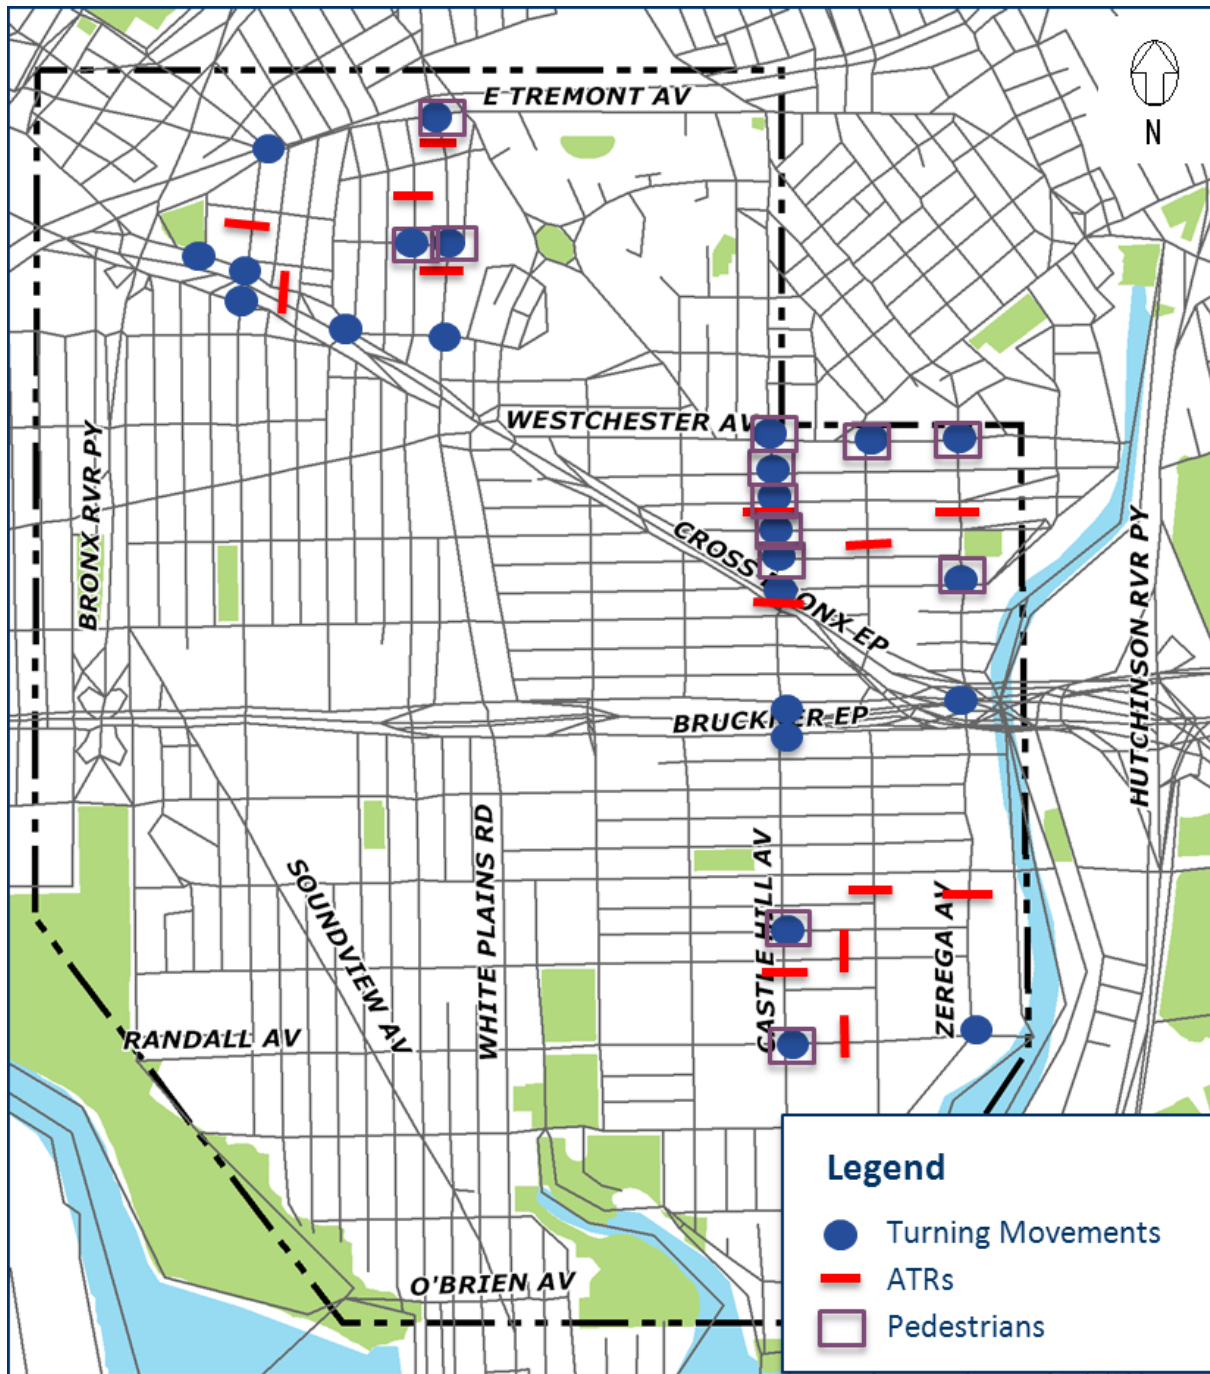 E TREMONT AV
N
WESTCHESTER AV
BRONX RVR PY
CROSS BRONX EP
HUTCHINSON RVR PY
BRUCKNER EP
WHITE PLAINS RD
CASTLE HILL AV
SOUNDVIEW AV
ZEREGA AV
RANDALL AV
O'BRIEN AV
Legend
Turning Movements
ATRs
Pedestrians